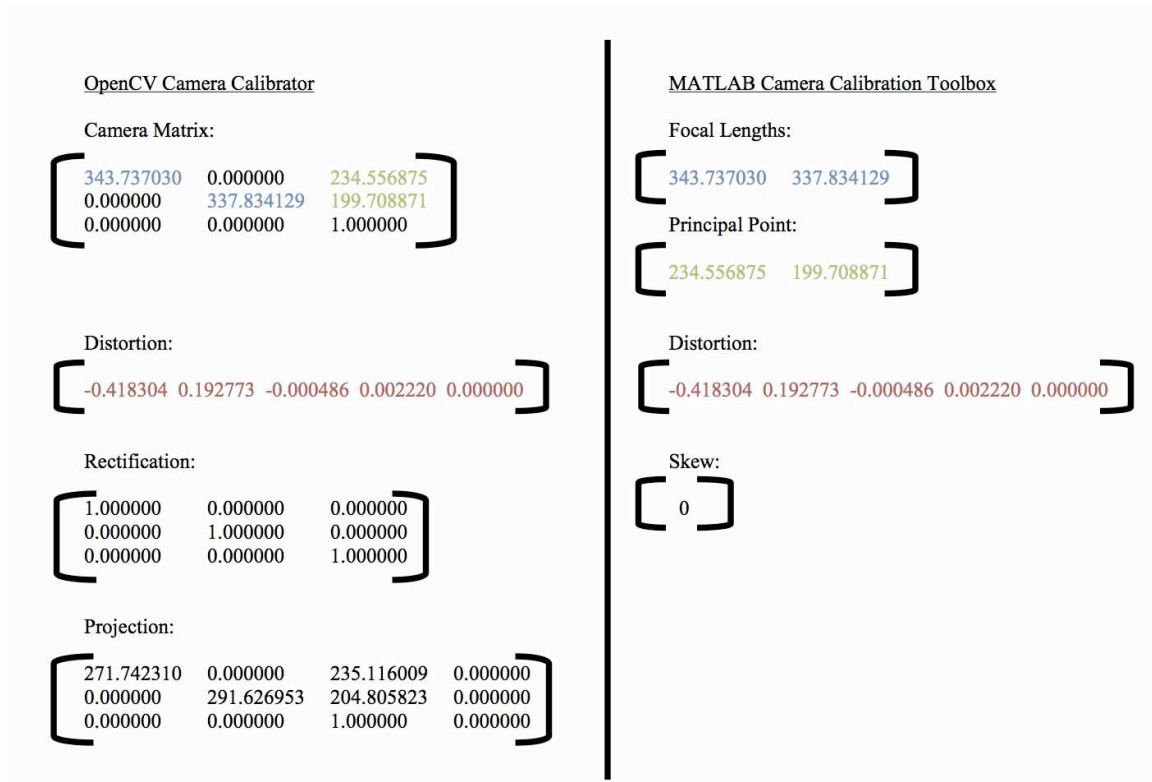 OpenCV Camera Calibrator
Camera Matrix:
343.737030 0.000000 234.556875
0.000000 337.834129 199.708871
0.000000 0.000000 1.000000
Distortion:
-0.418304 0.192773 -0.000486 0.002220 0.000000
Rectification:
1.000000 0.000000 0.000000
0.000000 1.000000 0.000000
0.000000 0.000000 1.000000
Projection:
271.742310 0.000000 235.116009 0.000000
0.000000 291.626953 204.805823 0.000000
0.000000 0.000000 1.000000 0.000000
MATLAB Camera Calibration Toolbox
Focal Lengths:
343.737030 337.834129
Principal Point:
234.556875 199.708871
Distortion:
-0.418304 0.192773 -0.000486 0.002220 0.000000
Skew:
0